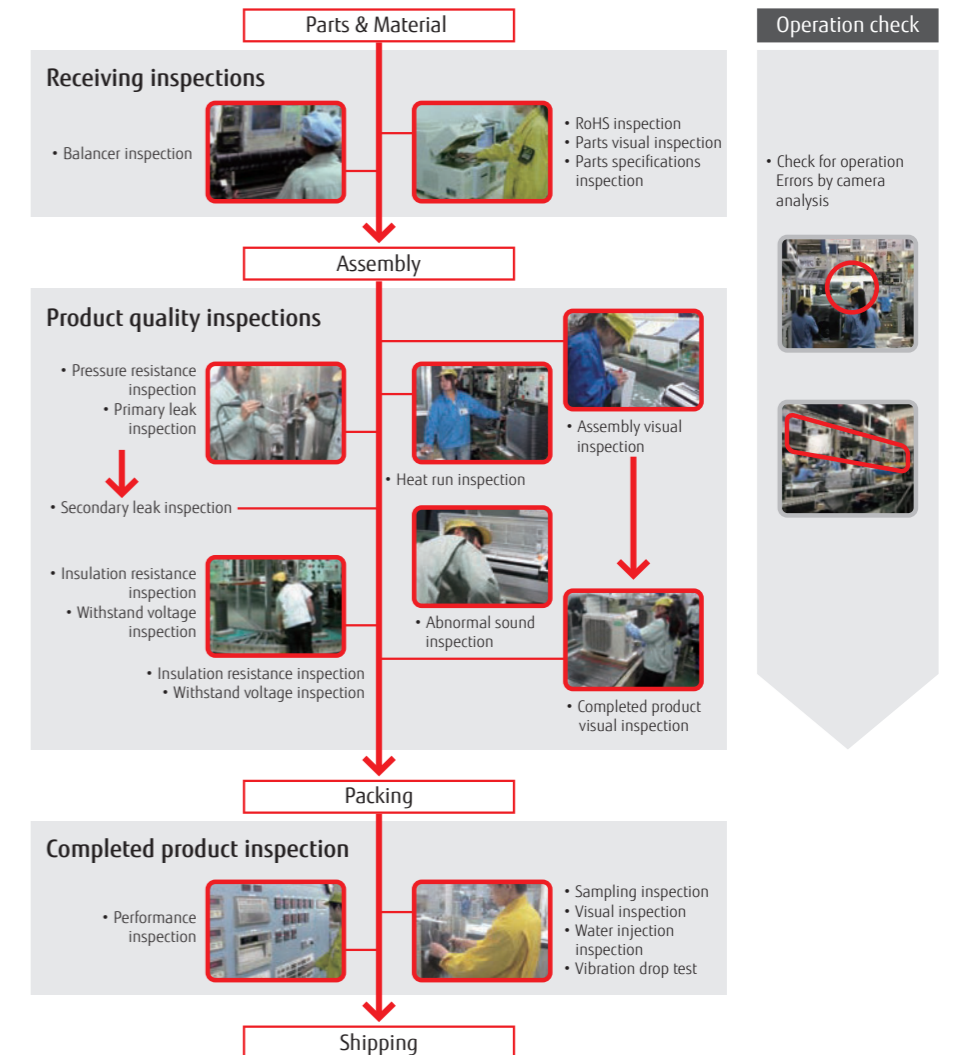 Parts & Material
Operation check
Receiving inspections
• Balancer inspection
• RoHS inspection
• Parts visual inspection
• Parts specifications
inspection
• Check for operation
Errors by camera
analysis
Assembly
Product quality inspections
• Pressure resistance
inspection
• Primary leak
inspection
• Assembly visual
inspection
• Heat run inspection
• Secondary leak inspection
• Insulation resistance
inspection
• Withstand voltage
inspection
• Abnormal sound
inspection
• Insulation resistance inspection
• Withstand voltage inspection
• Completed product
visual inspection
Packing
Completed product inspection
• Performance
inspection
• Sampling inspection
• Visual inspection
• Water injection
inspection
• Vibration drop test
Shipping